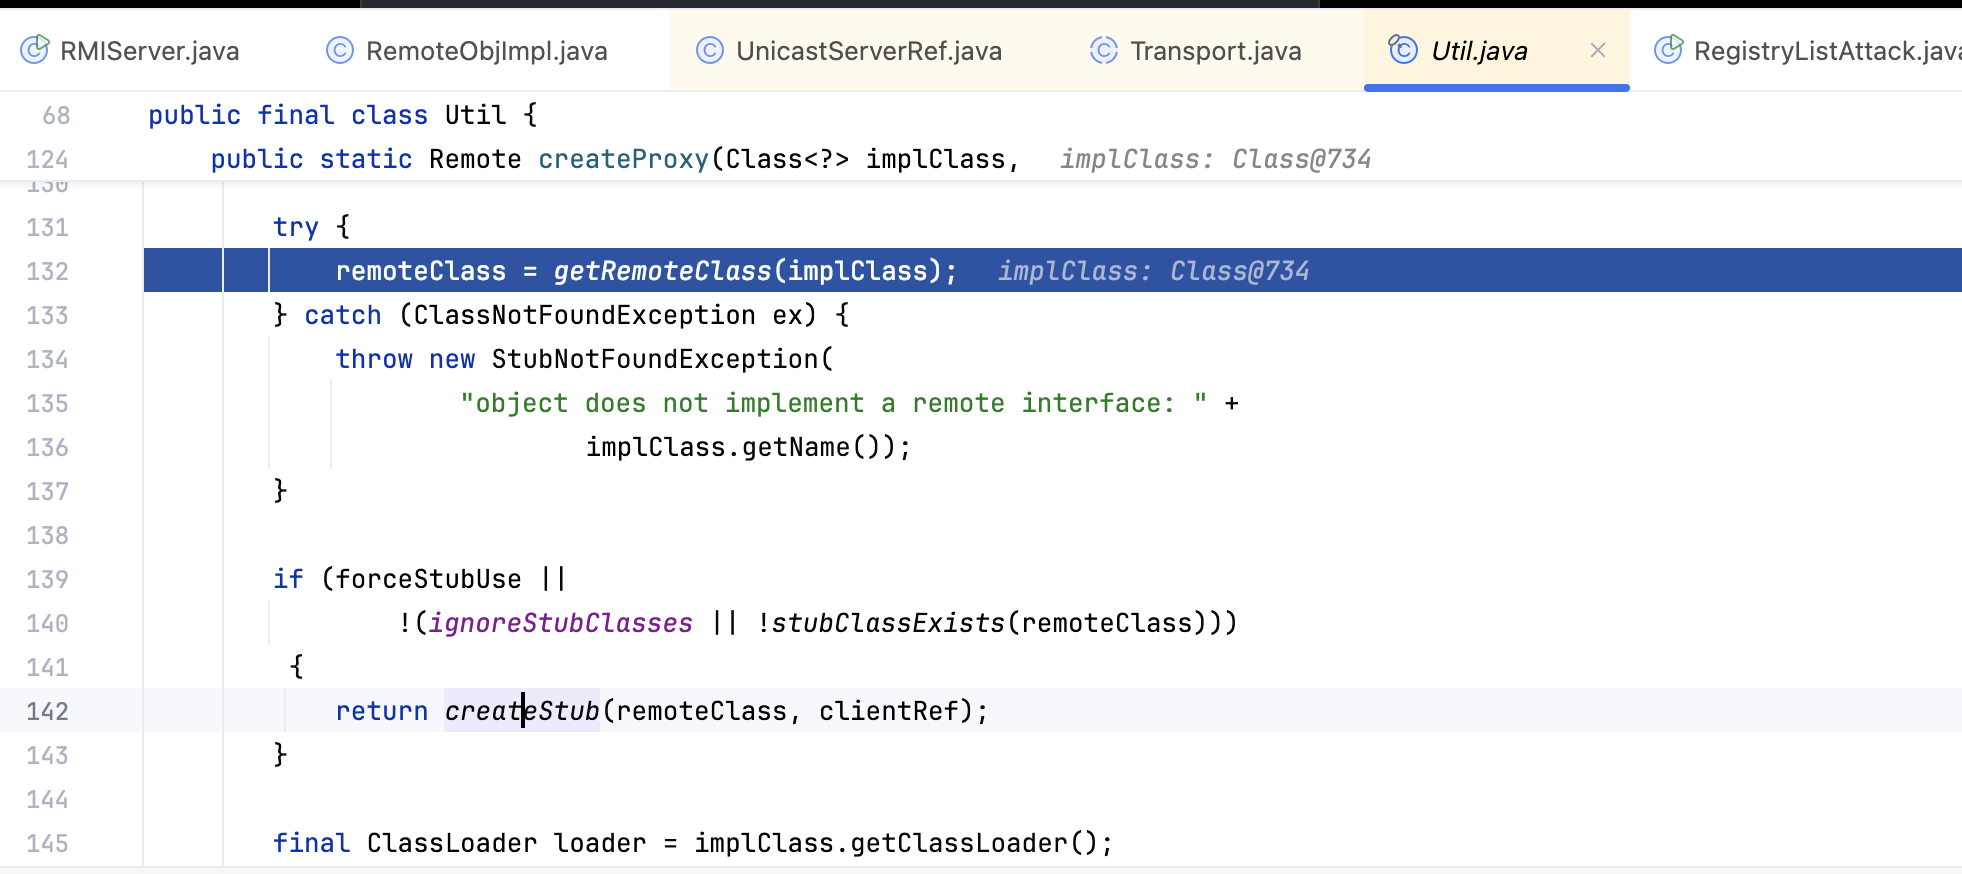 RMIServer.java RemoteObjImpl.java UnicastServerRef.java Transport.java Util.java RegistryListAttack.java
68 public final class Util {
124 public static Remote createProxy(Class<?> implClass, implClass: Class@734
130
131 try {
132 remoteClass = getRemoteClass(implClass); implClass: Class@734
133 } catch (ClassNotFoundException ex) {
134 throw new StubNotFoundException(
135 "object does not implement a remote interface: " +
136 implClass.getName());
137 }
138
139 if (forceStubUse ||
140 !(ignoreStubClasses || !stubClassExists(remoteClass)))
141 {
142 return createStub(remoteClass, clientRef);
143 }
144
145 final ClassLoader loader = implClass.getClassLoader();